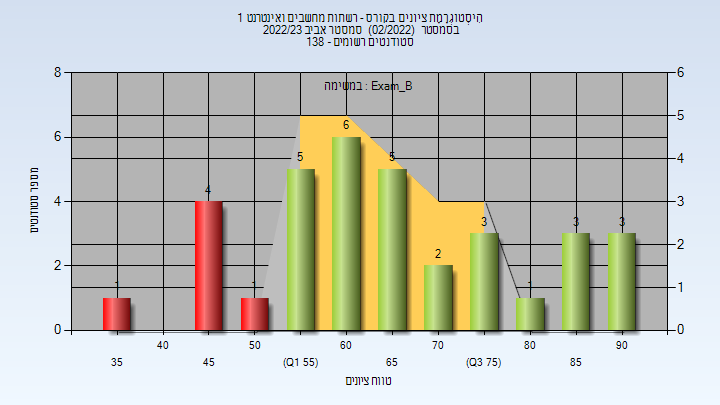 הִיסְטוֹגְרָמַת ציונים בקורס - רשתות מחשבים ואינטרנט 1
בסמסטר (02/2022) סמסטר אביב 2022/23
סטודנטים רשומים - 138
במשימה : Exam_B
8 6
5
6 4
4 3
2
2 1
0 0
1 4 1 5 6 5 2 3 1 3 3
מספר סטודנטים
40 50 60 70 80 90
35 45 (Q1 55) 65 (Q3 75) 85
טווח ציונים